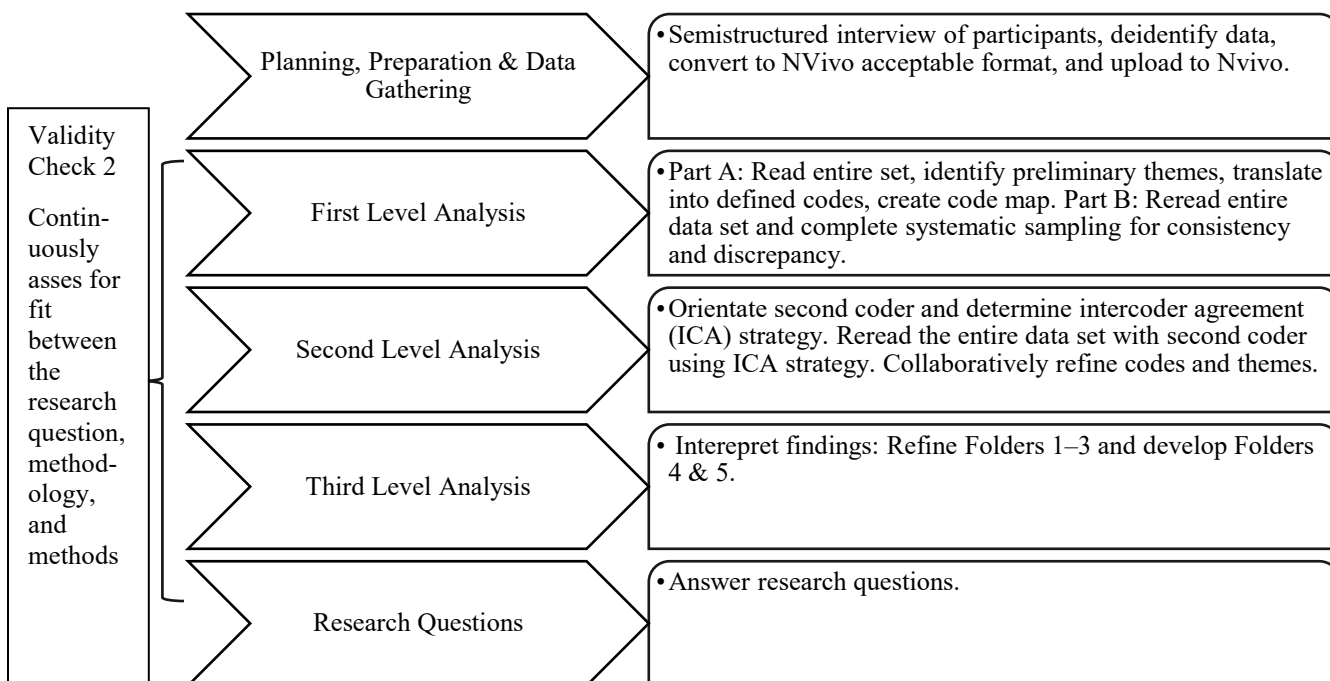 Validity
Check 2
Contin-
uously
asses for
fit
between
the
research
question,
method-
ology,
and
methods
Planning, Preparation & Data
Gathering
•Semistructured interview of participants, deidentify data,
convert to NVivo acceptable format, and upload to Nvivo.
First Level Analysis
•Part A: Read entire set, identify preliminary themes, translate
into defined codes, create code map. Part B: Reread entire
data set and complete systematic sampling for consistency
and discrepancy.
Second Level Analysis
•Orientate second coder and determine intercoder agreement
(ICA) strategy. Reread the entire data set with second coder
using ICA strategy. Collaboratively refine codes and themes.
Third Level Analysis
• Interepret findings: Refine Folders 1–3 and develop Folders
4 & 5.
Research Questions
•Answer research questions.